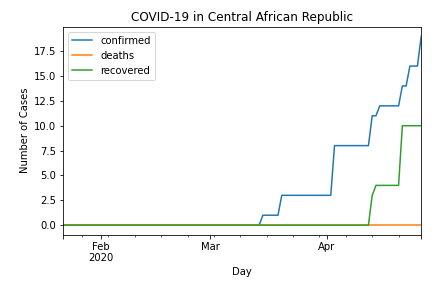 COVID-19 in Central African Republic
confirmed
deaths
recovered
17.5
15.0
12.5
10.0
7.5
5.0
2.5
0.0
Number of Cases
Feb
2020
Mar
Apr
Day